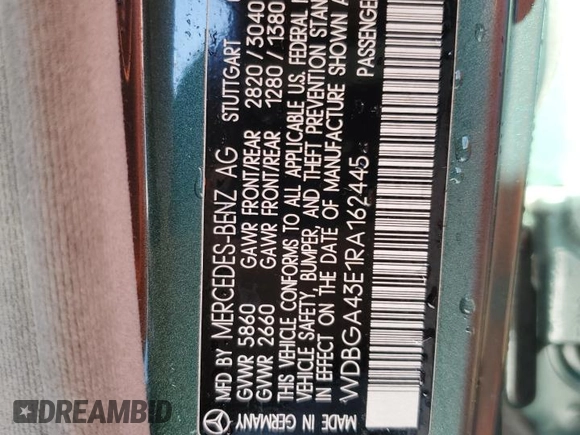 MFD BY MERCEDES-BENZ AG STUTTGART
GVWR 5860 GAWR FRONT/REAR 2820/3040
GVWR 2660 GAWR FRONT/REAR 1280/1380
THIS VEHICLE CONFORMS TO ALL APPLICABLE U.S. FEDERAL
VEHICLE SAFETY, BUMPER, AND THEFT PREVENTION STAN
IN EFFECT ON THE DATE OF MANUFACTURE SHOWN A
WDBGA43E1RA162445 PASSENGE
MADE IN GERMANY
DREAMBID